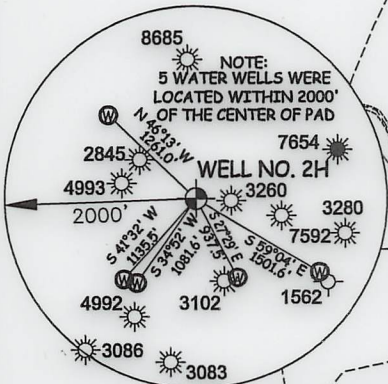 8685
NOTE:
5 WATER WELLS WERE
LOCATED WITHIN 2000'
OF THE CENTER OF PAD
W
N 46°13' W
1261.0'
7654
2845
WELL NO. 2H
4993
3260
2000'
3280
7592
S 41°32' W
1135.5'
S 34°52' W
1081.6'
S 27°29' E
937.5'
S 59°04' E
1501.6'
W
W
W
W
4992
3102
1562
3086
3083